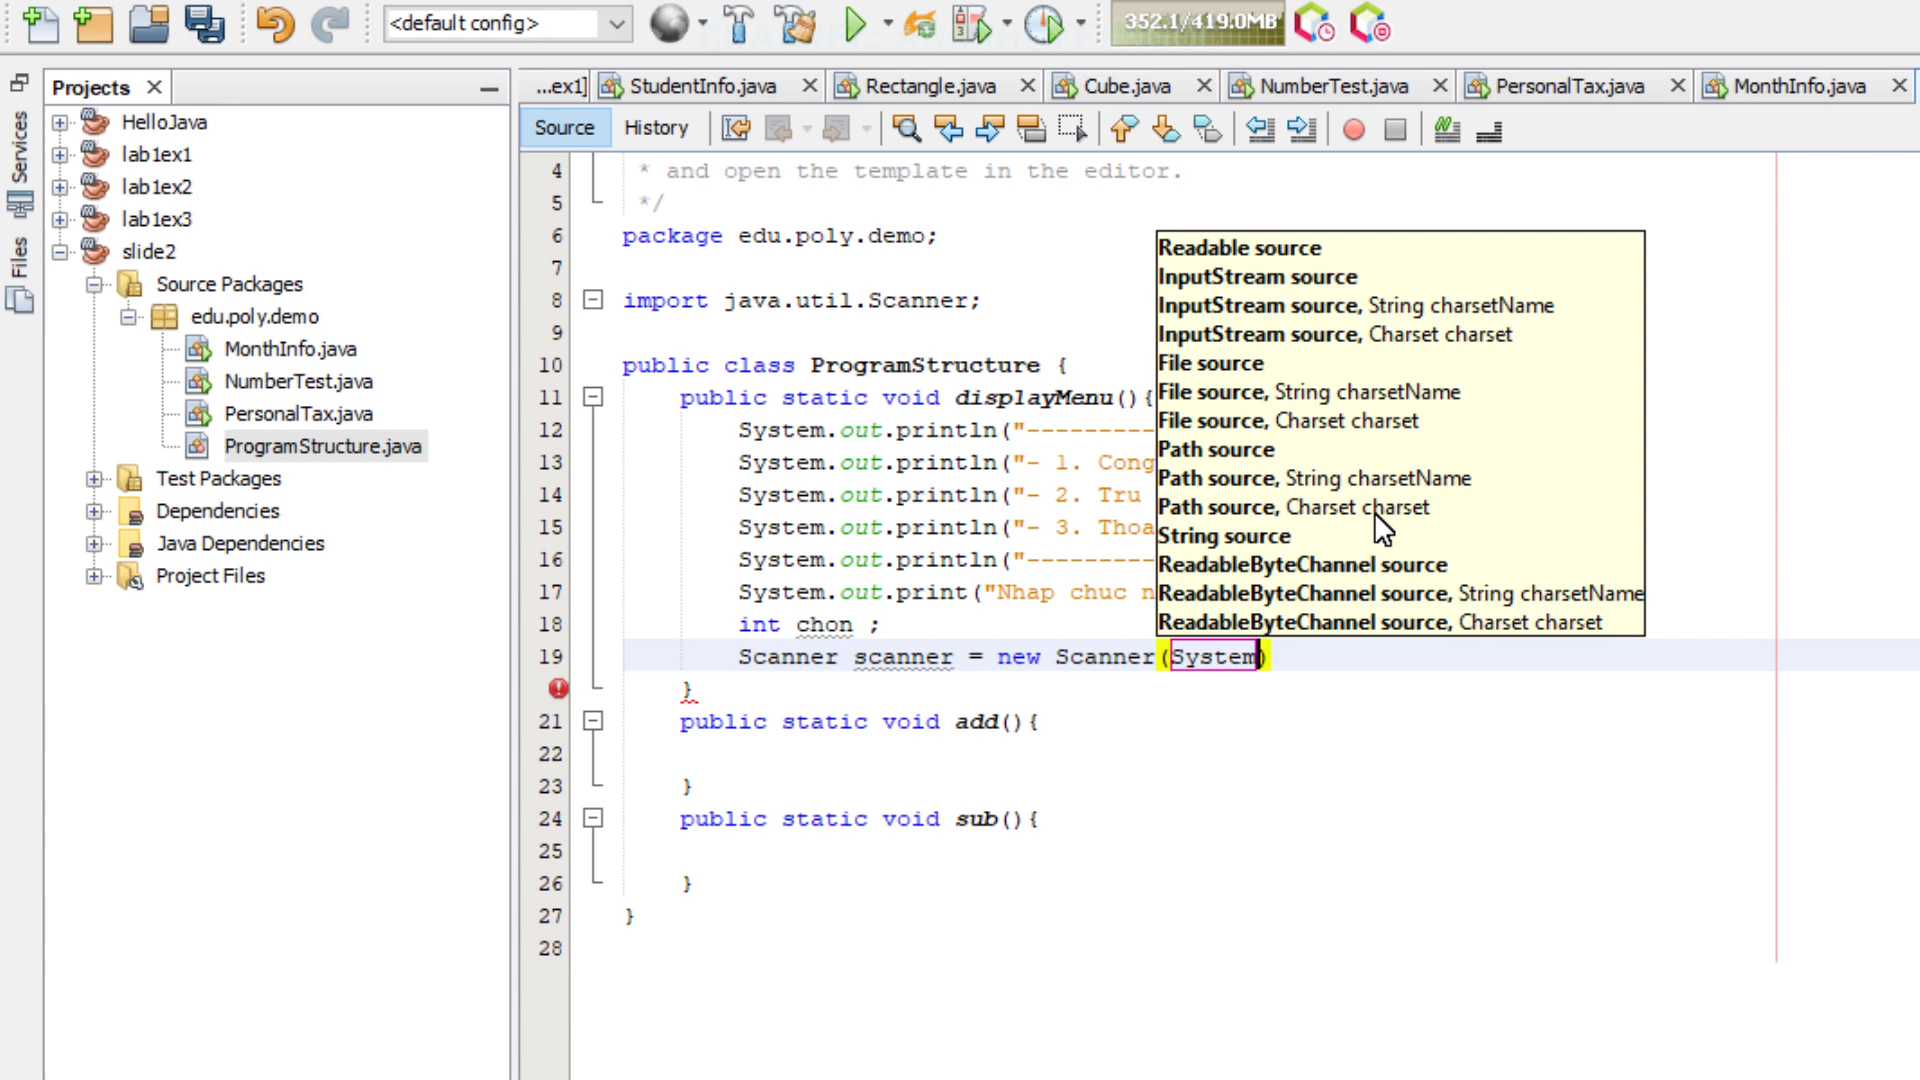 <default config>
352.1/419.0MB
Projects
...ex1]
StudentInfo.java
Rectangle.java
Cube.java
NumberTest.java
PersonalTax.java
MonthInfo.java
Source
History
Services
Files
HelloJava
lab1ex1
lab1ex2
lab1ex3
slide2
Source Packages
edu.poly.demo
MonthInfo.java
NumberTest.java
PersonalTax.java
ProgramStructure.java
Test Packages
Dependencies
Java Dependencies
Project Files
4 * and open the template in the editor.
5 */
6 package edu.poly.demo;
7
8 import java.util.Scanner;
9
10 public class ProgramStructure {
11 public static void displayMenu(){
12 System.out.println("---------
13 System.out.println("- 1. Cong
14 System.out.println("- 2. Tru
15 System.out.println("- 3. Thoa
16 System.out.println("---------
17 System.out.print("Nhap chuc n
18 int chon ;
19 Scanner scanner = new Scanner(System)
}
21 public static void add(){
22
23 }
24 public static void sub(){
25
26 }
27 }
28
Readable source
InputStream source
InputStream source, String charsetName
InputStream source, Charset charset
File source
File source, String charsetName
File source, Charset charset
Path source
Path source, String charsetName
Path source, Charset charset
String source
ReadableByteChannel source
ReadableByteChannel source, String charsetName
ReadableByteChannel source, Charset charset